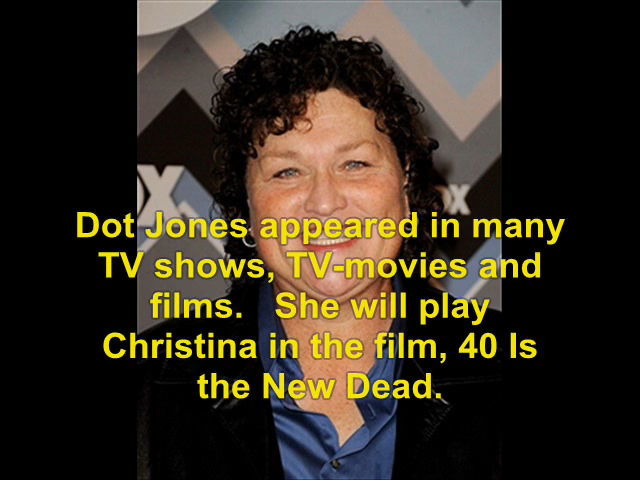 Dot Jones appeared in many
TV shows, TV-movies and
films.   She will play
Christina in the film, 40 Is
the New Dead.
FOX